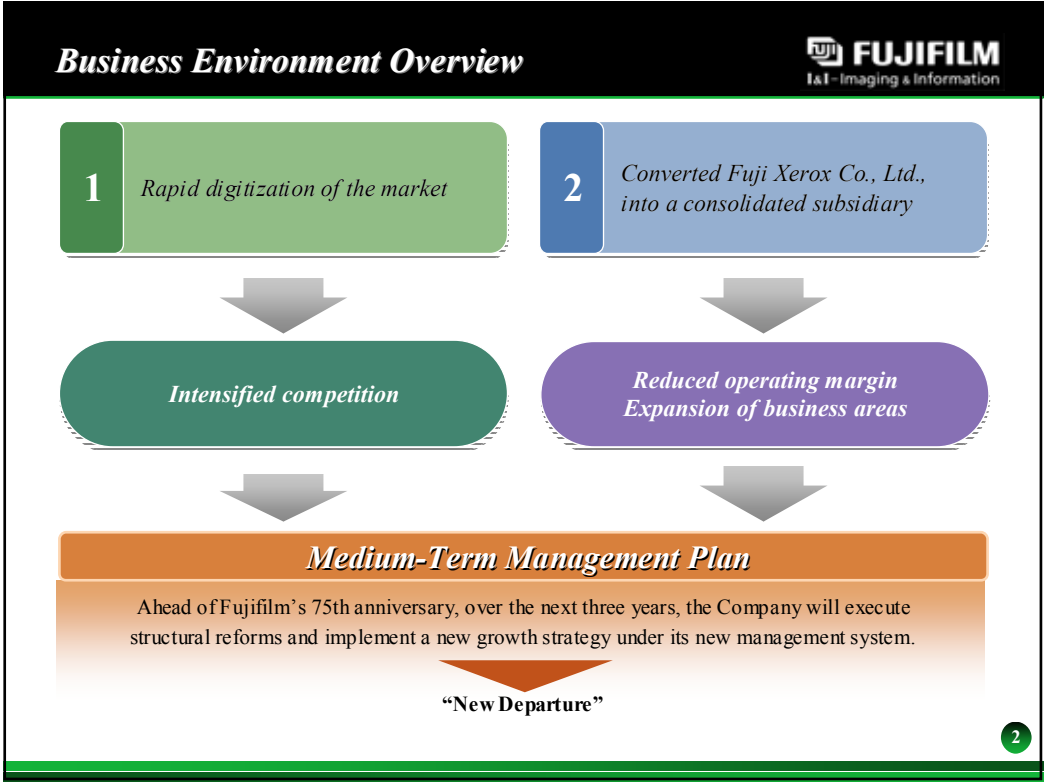 Business Environment Overview
FUJI FUJIFILM
I&I-Imaging & Information
1
Rapid digitization of the market
2
Converted Fuji Xerox Co., Ltd.,
into a consolidated subsidiary
Intensified competition
Reduced operating margin
Expansion of business areas
Medium-Term Management Plan
Ahead of Fujifilm’s 75th anniversary, over the next three years, the Company will execute
structural reforms and implement a new growth strategy under its new management system.
“New Departure”
2